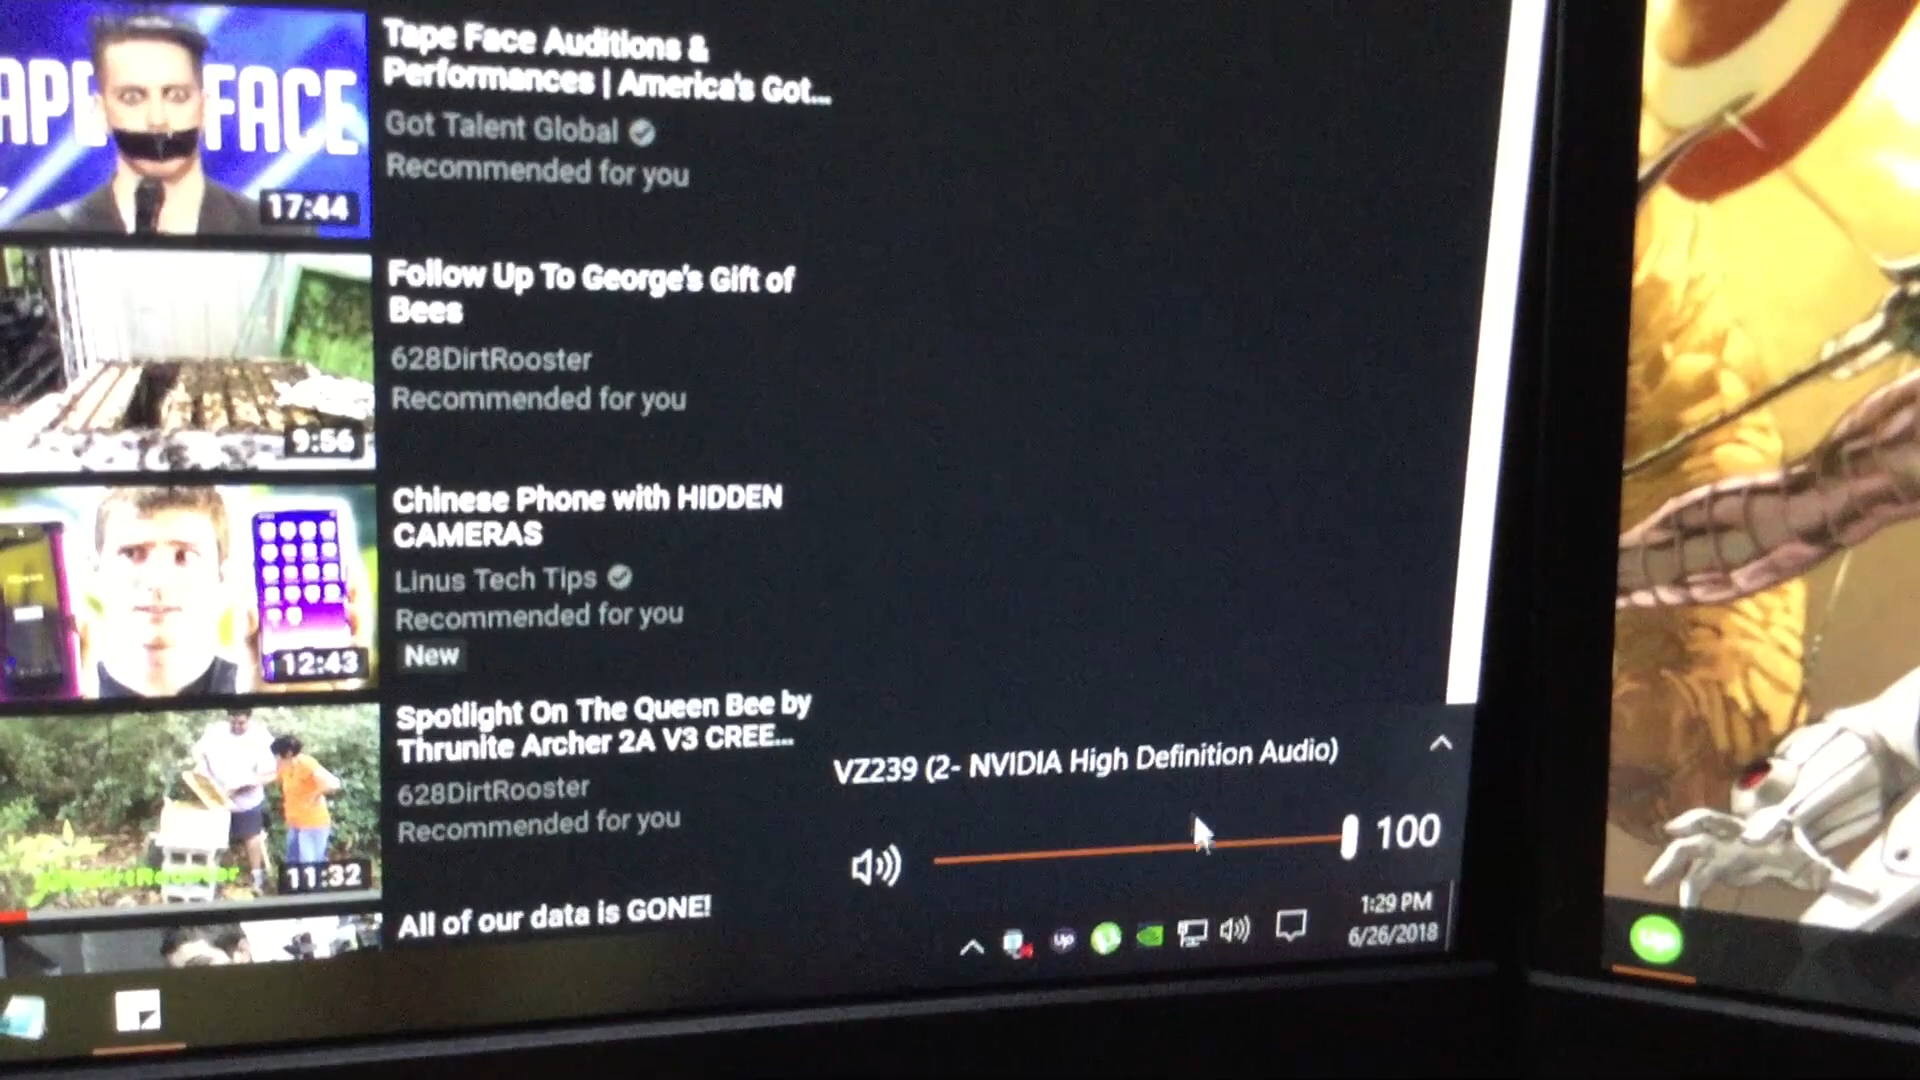 APE FACE
17:44
Tape Face Auditions &
Performances | America's Got...
Got Talent Global
Recommended for you
9:56
Follow Up To George's Gift of
Bees
628DirtRooster
Recommended for you
12:43
Chinese Phone with HIDDEN
CAMERAS
Linus Tech Tips
Recommended for you
New
11:32
Spotlight On The Queen Bee by
Thrunite Archer 2A V3 CREE...
628DirtRooster
Recommended for you
All of our data is GONE!
VZ239 (2- NVIDIA High Definition Audio)
100
Up
1:29 PM
6/26/2018
Up